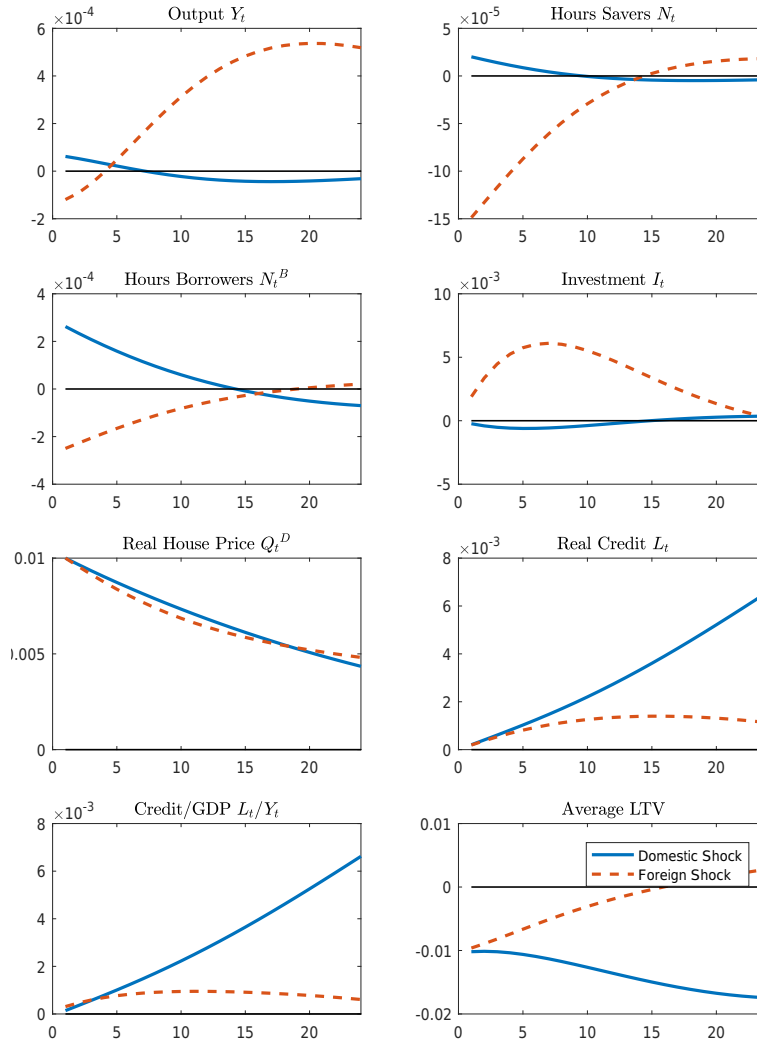 Output Y_t
×10^-4
6
4
2
0
-2
0 5 10 15 20
Hours Savers N_t
×10^-5
5
0
-5
-10
-15
0 5 10 15 20
Hours Borrowers N_t^B
×10^-4
4
2
0
-2
-4
0 5 10 15 20
Investment I_t
×10^-3
10
5
0
-5
0 5 10 15 20
Real House Price Q_t^D
0.01
0.005
0
0 5 10 15 20
Real Credit L_t
×10^-3
8
6
4
2
0
0 5 10 15 20
Credit/GDP L_t/Y_t
×10^-3
8
6
4
2
0
0 5 10 15 20
Average LTV
0.01
0
-0.01
-0.02
0 5 10 15 20
Domestic Shock
Foreign Shock